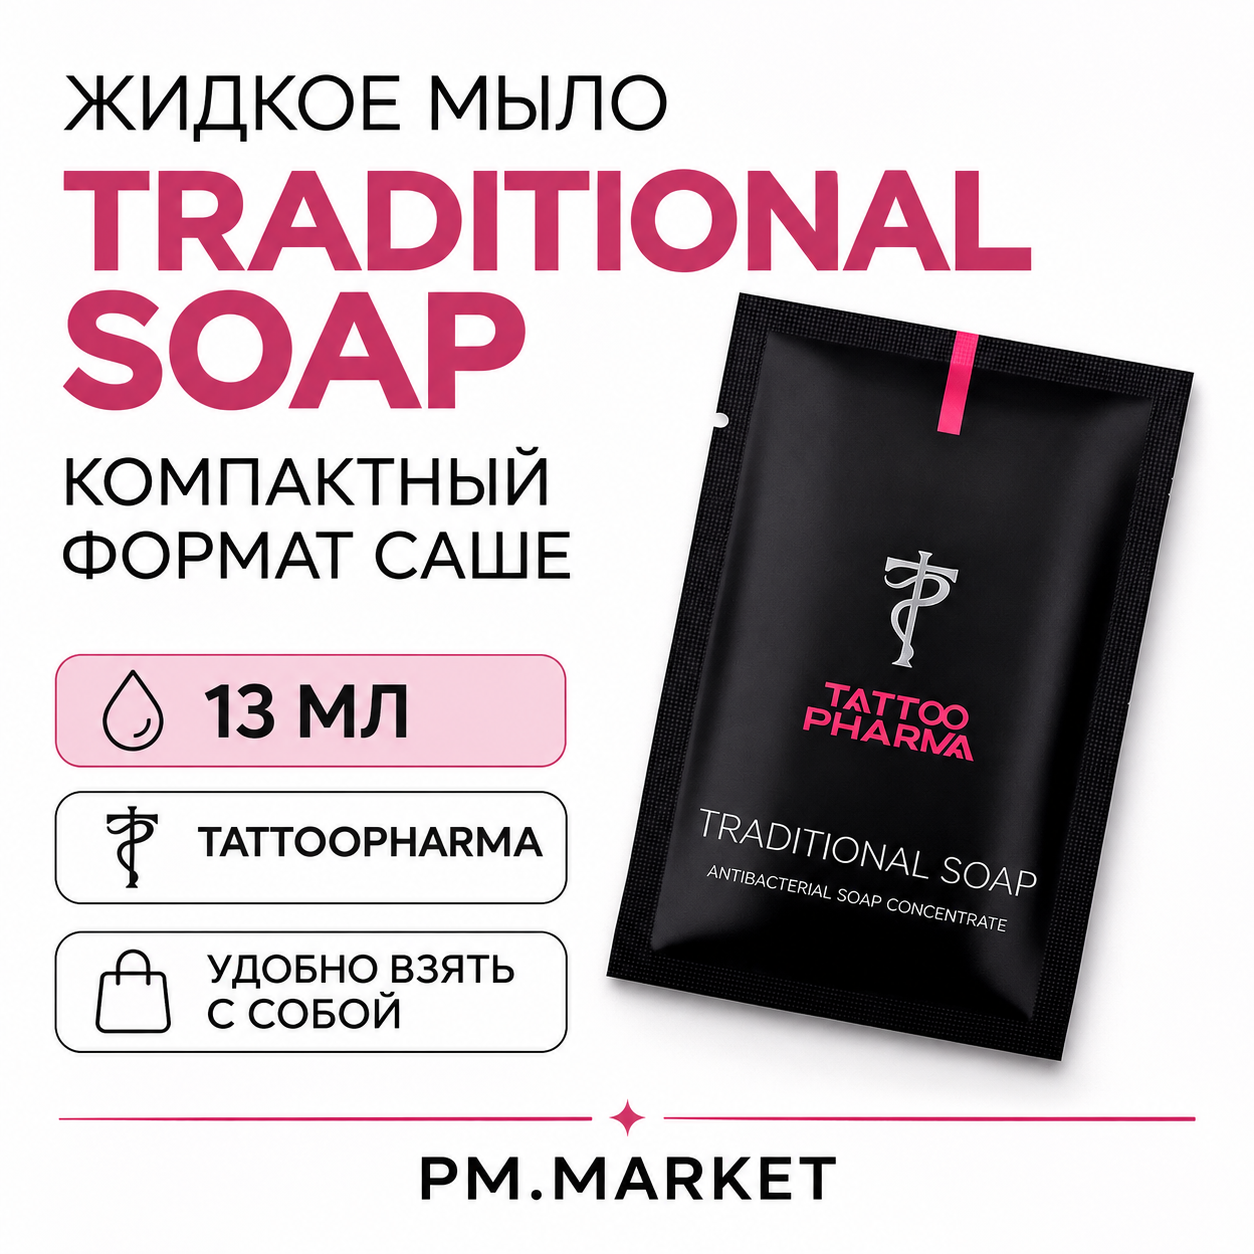 ЖИДКОЕ МЫЛО
TRADITIONAL
SOAP
КОМПАКТНЫЙ
ФОРМАТ САШЕ
13 МЛ
TATTOOPHARMA
УДОБНО ВЗЯТЬ
С СОБОЙ
TATTOO
PHARMA
TRADITIONAL SOAP
ANTIBACTERIAL SOAP CONCENTRATE
PM.MARKET